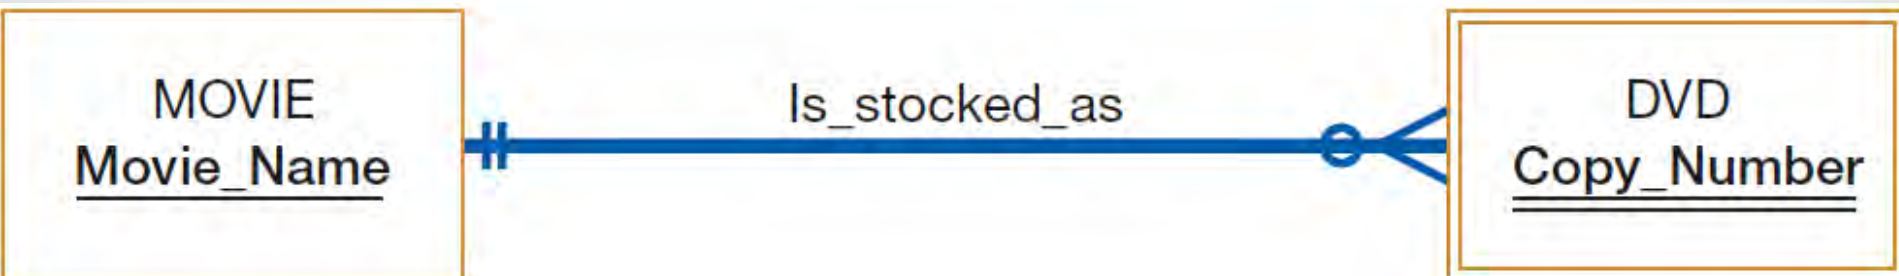 MOVIE
Movie_Name
Is_stocked_as
DVD
Copy_Number